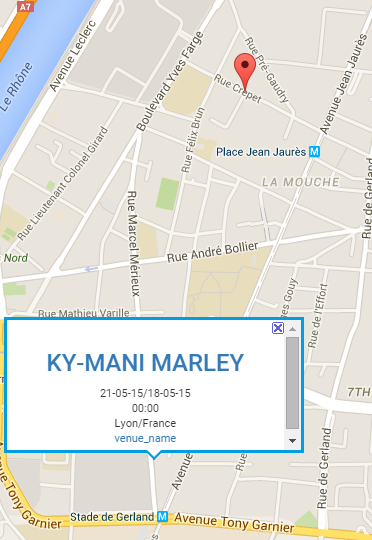 A7
Le Rhône
Avenue Leclerc
Boulevard Yves Farge
Rue Pré-Gaudry
Rue Crépet
Avenue Jean Jaurès
Rue Félix Brun
Place Jean Jaurès M
Rue Lieutenant Colonel Girard
LA MOUCHE
Rue de Gerland
Rue Marcel Mérieux
Rue André Bollier
Nord
Rue de l'Effort
es Gouy
Rue Mathieu Varille
KY-MANI MARLEY
21-05-15/18-05-15
00:00
Lyon/France
venue_name
7TH
Rue de Gerland
Avenue
Avenue Tony Garnier
Stade de Gerland M
Avenue Tony Garnier